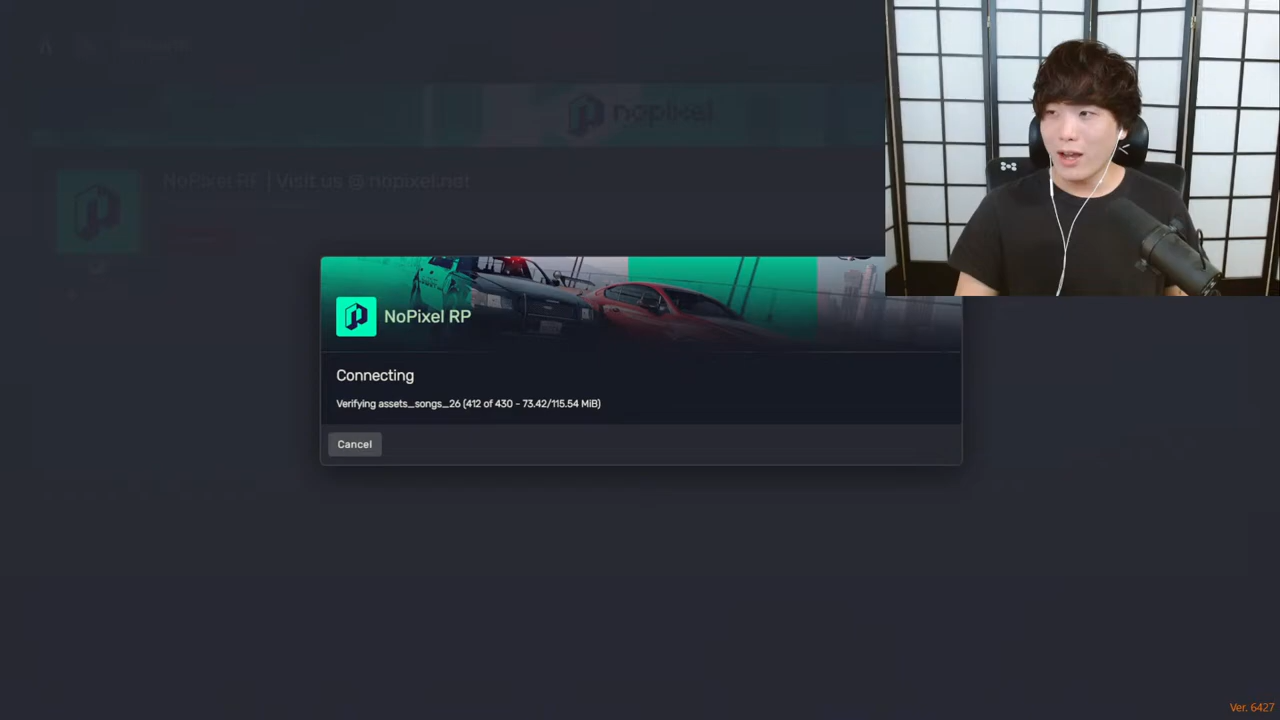 nopixel
NoPixel RP | Visit us @ nopixel.net
NoPixel RP
Connecting
Verifying assets_songs_26 (412 of 430 - 73.42/115.54 MiB)
Cancel
Ver. 6427